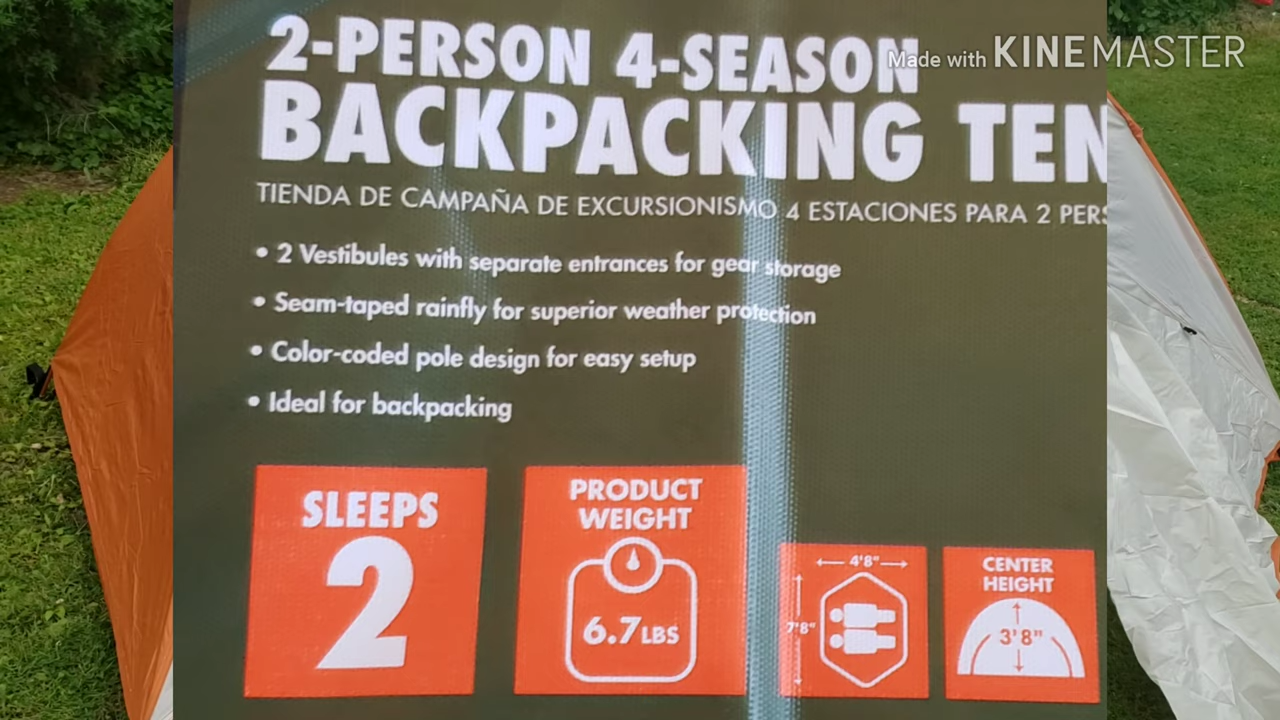 Made with KINEMASTER
2-PERSON 4-SEASON
BACKPACKING TEN
TIENDA DE CAMPAÑA DE EXCURSIONISMO 4 ESTACIONES PARA 2 PERS
• 2 Vestibules with separate entrances for gear storage
• Seam-taped rainfly for superior weather protection
• Color-coded pole design for easy setup
• Ideal for backpacking
SLEEPS
2
PRODUCT
WEIGHT
6.7 LBS
4'8"
7'8"
CENTER
HEIGHT
3'8"